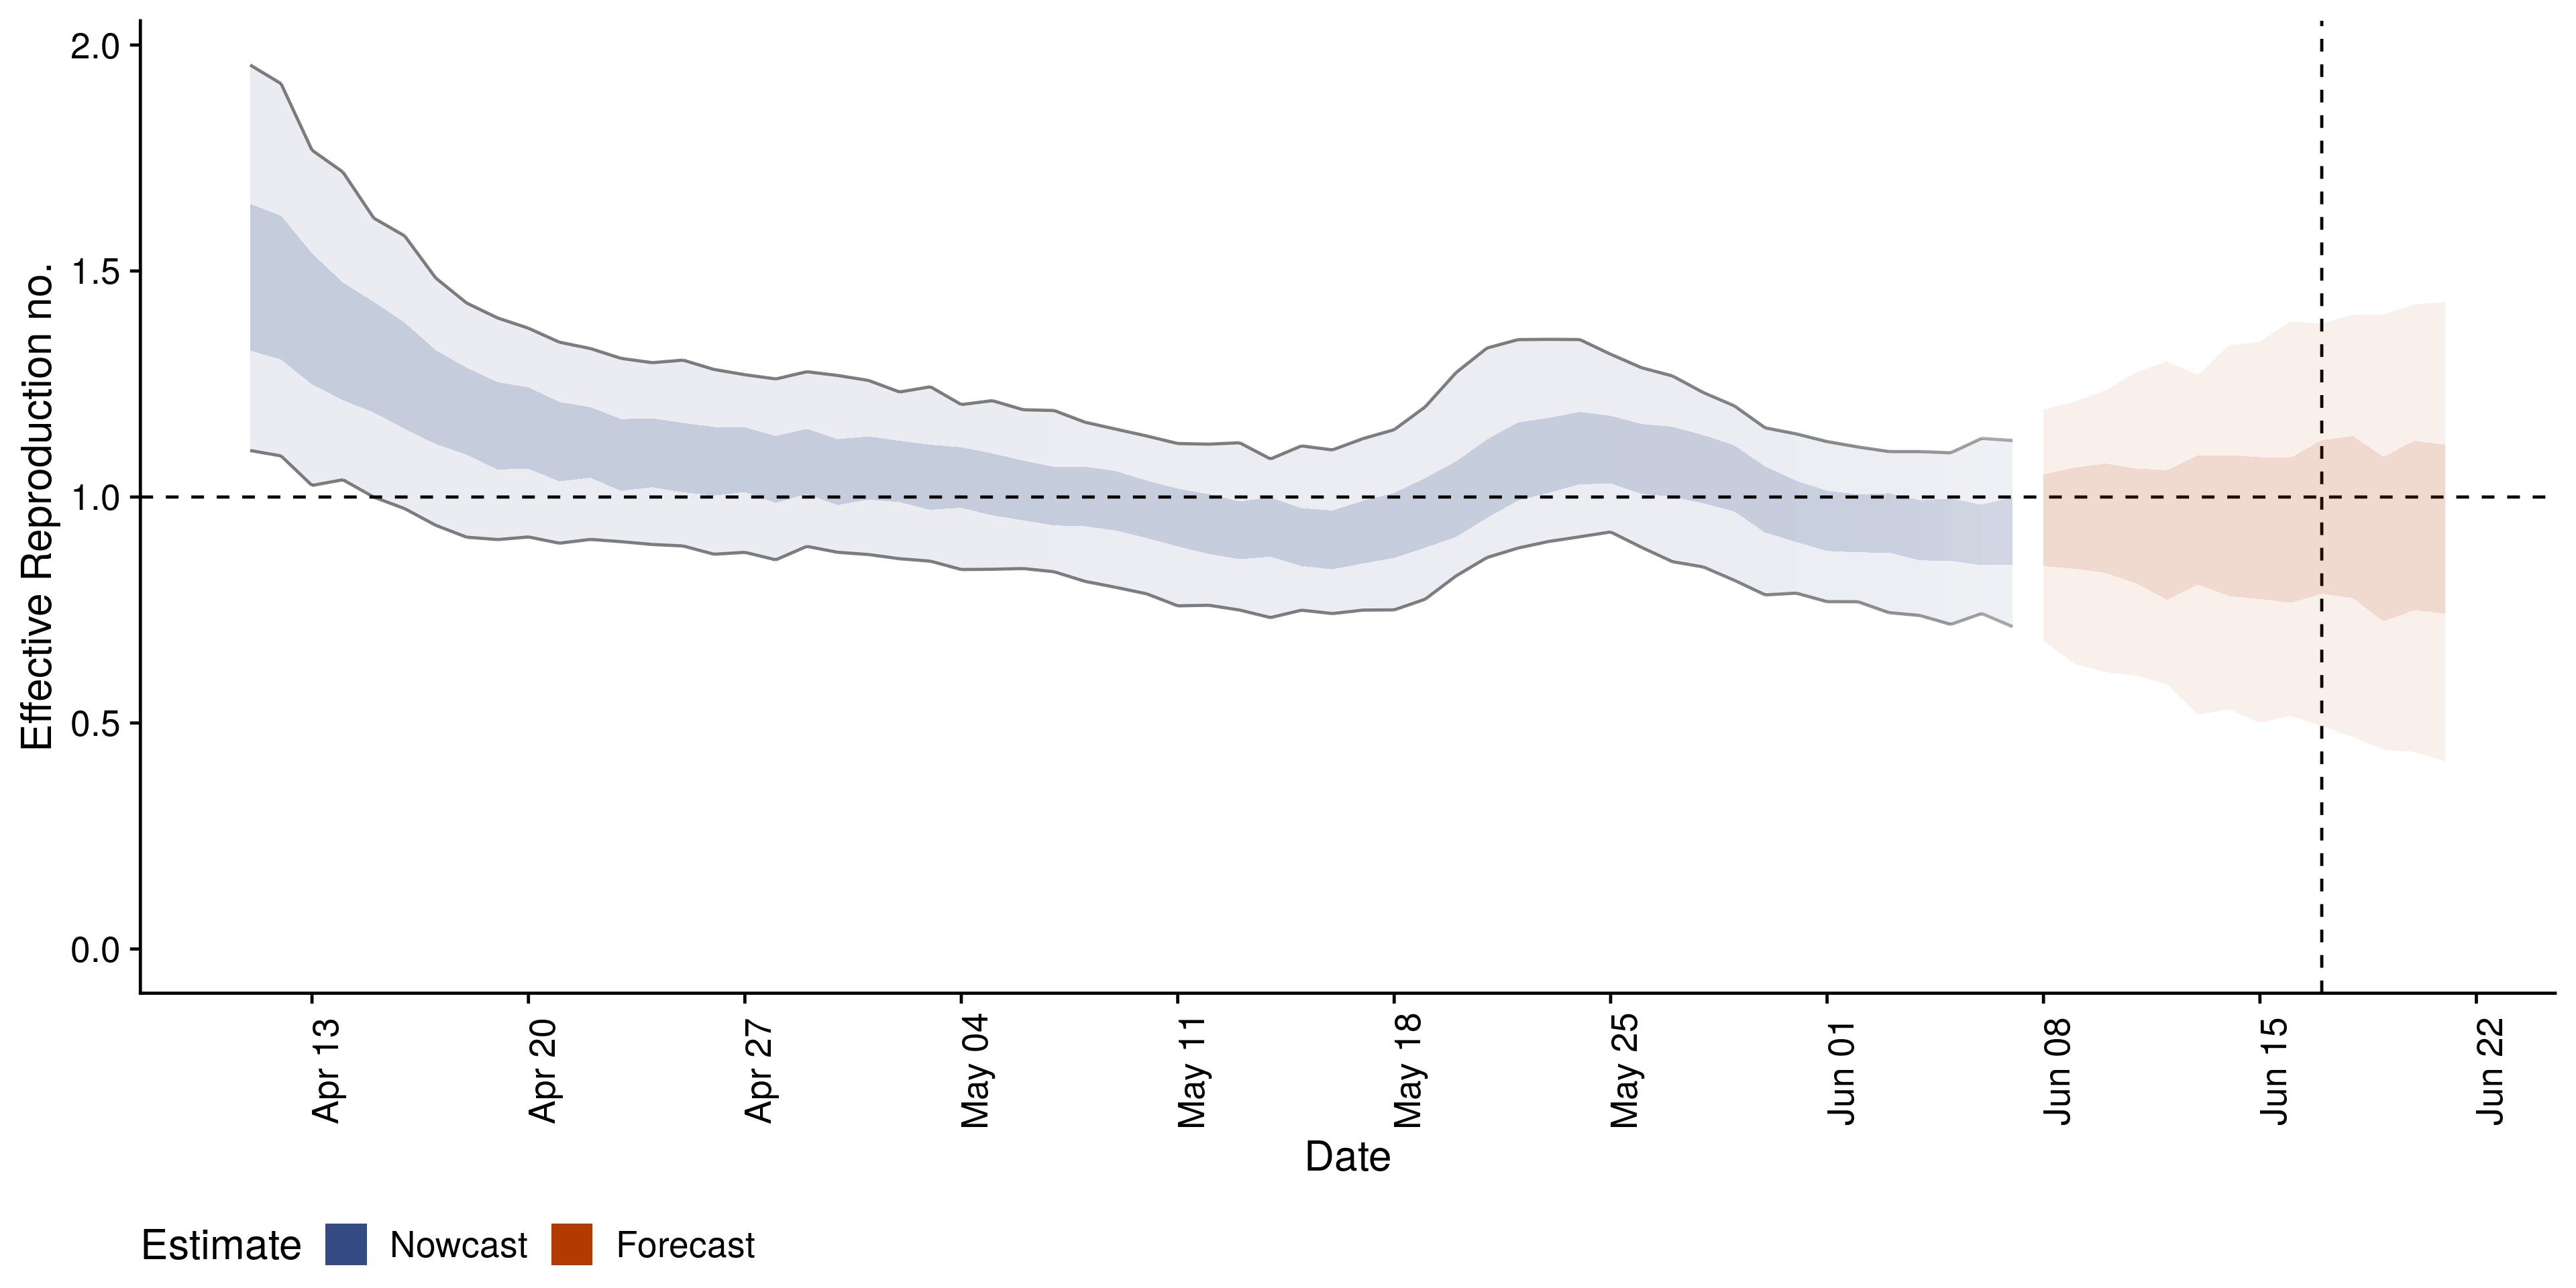 Effective Reproduction no.
2.0
1.5
1.0
0.5
0.0
Apr 13
Apr 20
Apr 27
May 04
May 11
May 18
May 25
Jun 01
Jun 08
Jun 15
Jun 22
Date
Estimate Nowcast Forecast